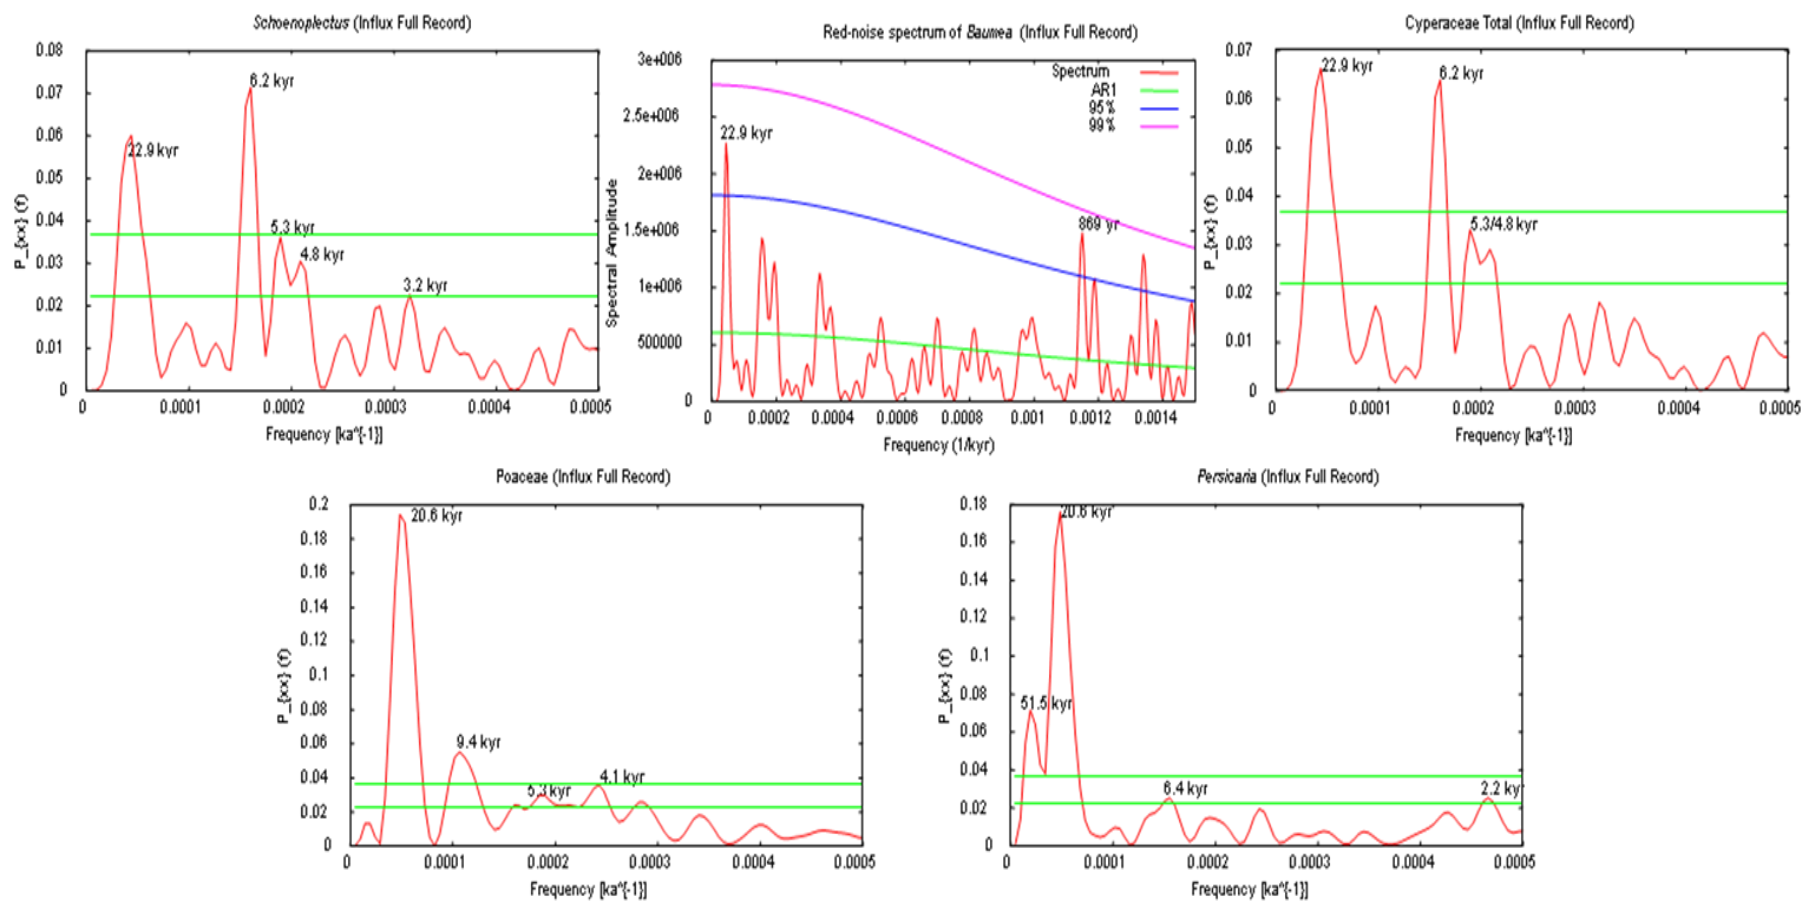 Schoenoplectus (Influx Full Record)
0.08
0.07
0.06
0.05
0.04
0.03
0.02
0.01
0
P_{xx} (f)
6.2 kyr
22.9 kyr
5.3 kyr
4.8 kyr
3.2 kyr
0 0.0001 0.0002 0.0003 0.0004 0.0005
Frequency [ka^{-1}]
Red-noise spectrum of Baumea (Influx Full Record)
3e+006
2.5e+006
2e+006
1.5e+006
1e+006
500000
0
Spectral Amplitude
Spectrum
AR1
95%
99%
22.9 kyr
869 yr
0 0.0002 0.0004 0.0006 0.0008 0.001 0.0012 0.0014
Frequency (1/kyr)
Cyperaceae Total (Influx Full Record)
0.07
0.06
0.05
0.04
0.03
0.02
0.01
0
P_{xx} (f)
22.9 kyr
6.2 kyr
5.3/4.8 kyr
0 0.0001 0.0002 0.0003 0.0004 0.0005
Frequency [ka^{-1}]
Poaceae (Influx Full Record)
0.2
0.18
0.16
0.14
0.12
0.1
0.08
0.06
0.04
0.02
0
P_{xx} (f)
20.6 kyr
9.4 kyr
5.3 kyr
4.1 kyr
0 0.0001 0.0002 0.0003 0.0004 0.0005
Frequency [ka^{-1}]
Persicaria (Influx Full Record)
0.18
0.16
0.14
0.12
0.1
0.08
0.06
0.04
0.02
0
P_{xx} (f)
20.6 kyr
51.5 kyr
6.4 kyr
2.2 kyr
0 0.0001 0.0002 0.0003 0.0004 0.0005
Frequency [ka^{-1}]